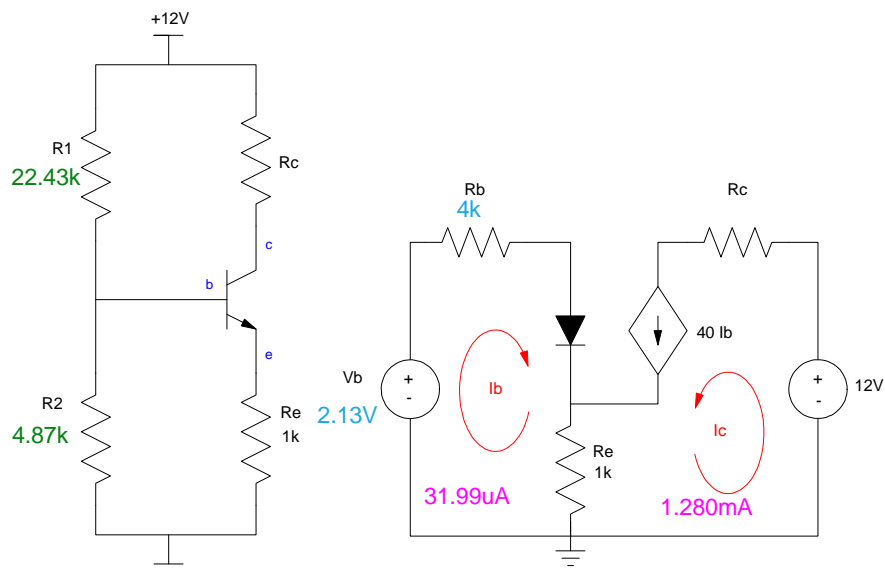 +12V
R1
22.43k
Rc
c
b
e
R2
4.87k
Re
1k
Rb
4k
Rc
40 Ib
Vb
+
-
2.13V
Ib
Ic
+
-
12V
Re
1k
31.99uA
1.280mA